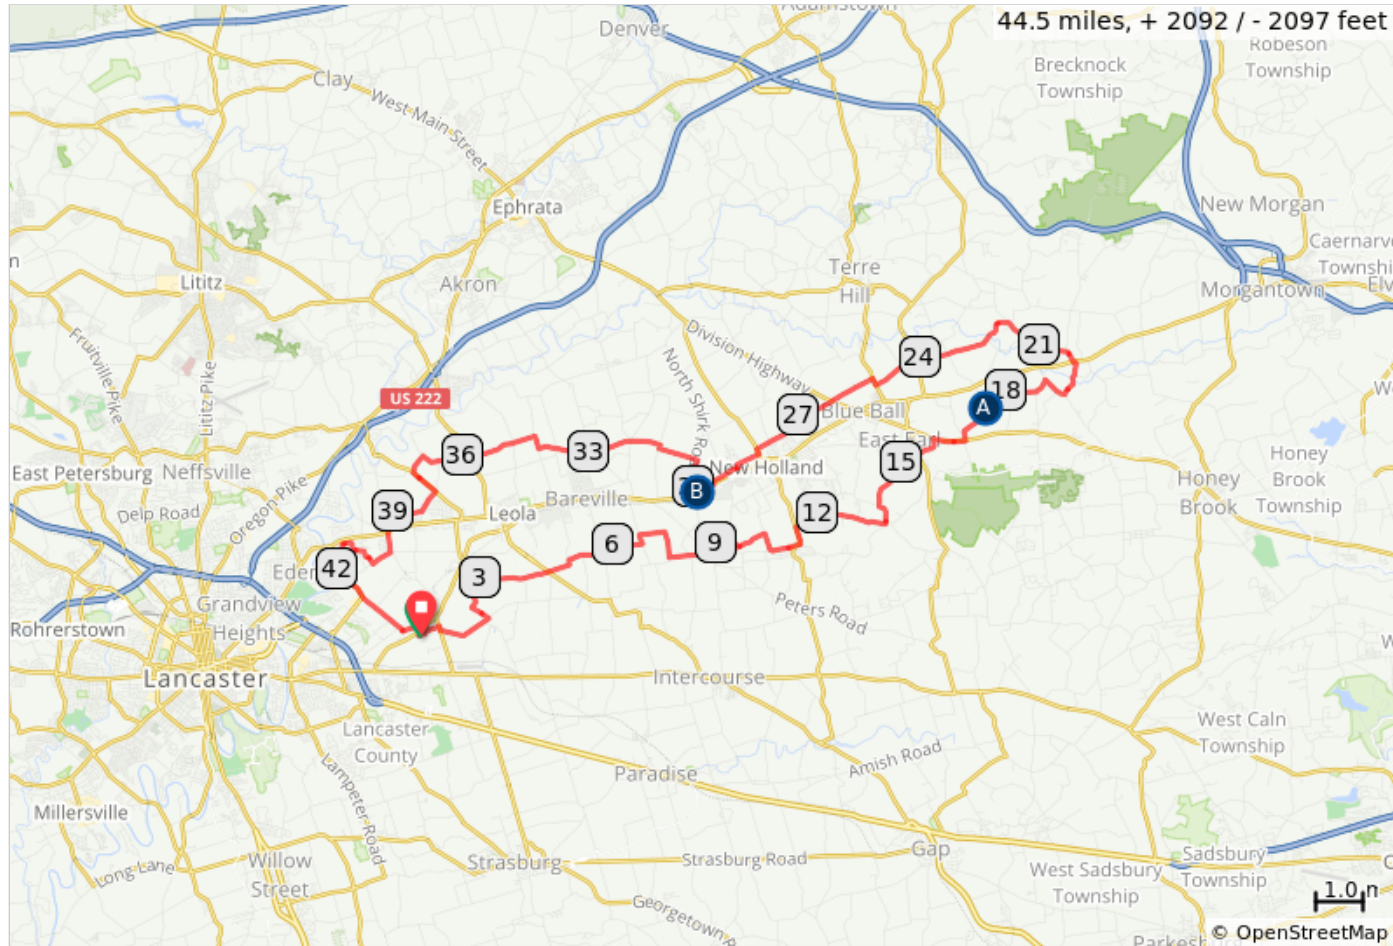 Adamstown
44.5 miles, + 2092 / - 2097 feet
Denver
Robeson
Township
Brecknock
Township
Clay
West Main Street
Ephrata
New Morgan
Terre
Hill
Lititz
Akron
Morgantown
Fruitville Pike
Lititz Pike
Division Highway
North Shirk
21
24
18
A
US 222
27
Blue Ball
East Earl
36
33
15
New Holland
East Petersburg
Neffsville
B
Honey
Brook
Township
Honey
Brook
Bareville
Delp Road
Oregon Pike
39
Leola
12
6
9
42
3
Grandview
Heights
Peters Road
Rohrerstown
Lancaster
Intercourse
Lancaster
County
West Caln
Township
Amish Road
Paradise
Lampeter Road
Millersville
Willow
Street
Long Lane
Strasburg
Strasburg Road
Gap
West Sadsbury
Township
Sadsbury
Township
Georgetown
1.0
© OpenStreetMap